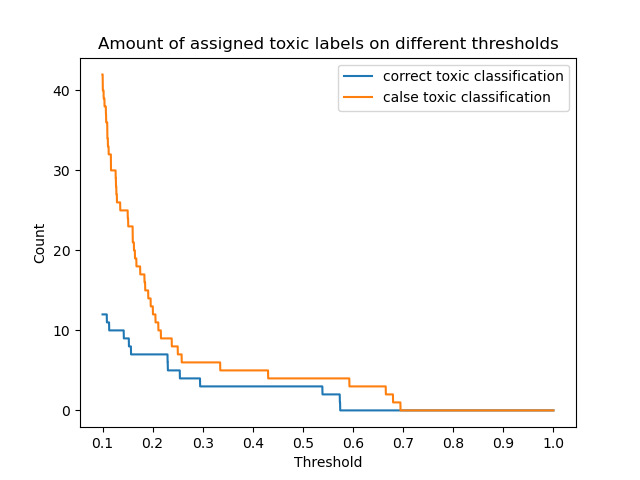 Amount of assigned toxic labels on different thresholds
correct toxic classification
calse toxic classification
40
30
20
10
0
Count
0.1 0.2 0.3 0.4 0.5 0.6 0.7 0.8 0.9 1.0
Threshold